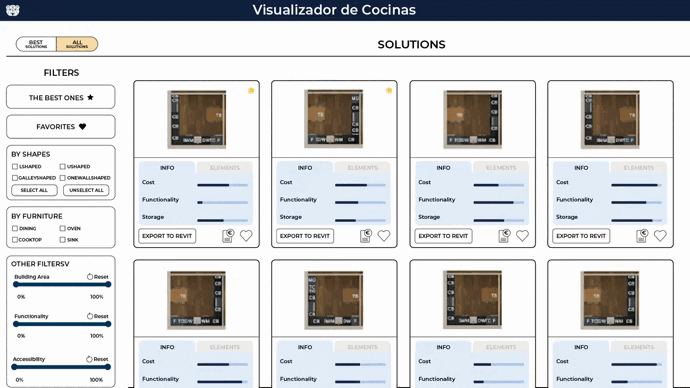 Visualizador de Cocinas
BEST
SOLUTIONS
ALL
SOLUTIONS
SOLUTIONS
FILTERS
THE BEST ONES
FAVORITES
BY SHAPES
LSHAPED USHAPED
GALLEYSHAPED ONEWALLSHAPED
SELECT ALL UNSELECT ALL
BY FURNITURE
DINING OVEN
COOKTOP SINK
OTHER FILTERSV
Building Area Reset
0% 100%
Functionality Reset
0% 100%
Accessibility Reset
0% 100%
INFO ELEMENTS
Cost
Functionality
Storage
EXPORT TO REVIT
INFO ELEMENTS
Cost
Functionality
Storage
EXPORT TO REVIT
INFO ELEMENTS
Cost
Functionality
Storage
EXPORT TO REVIT
INFO ELEMENTS
Cost
Functionality
Storage
EXPORT TO REVIT
INFO ELEMENTS
Cost
Functionality
INFO ELEMENTS
Cost
Functionality
INFO ELEMENTS
Cost
Functionality
INFO ELEMENTS
Cost
Functionality